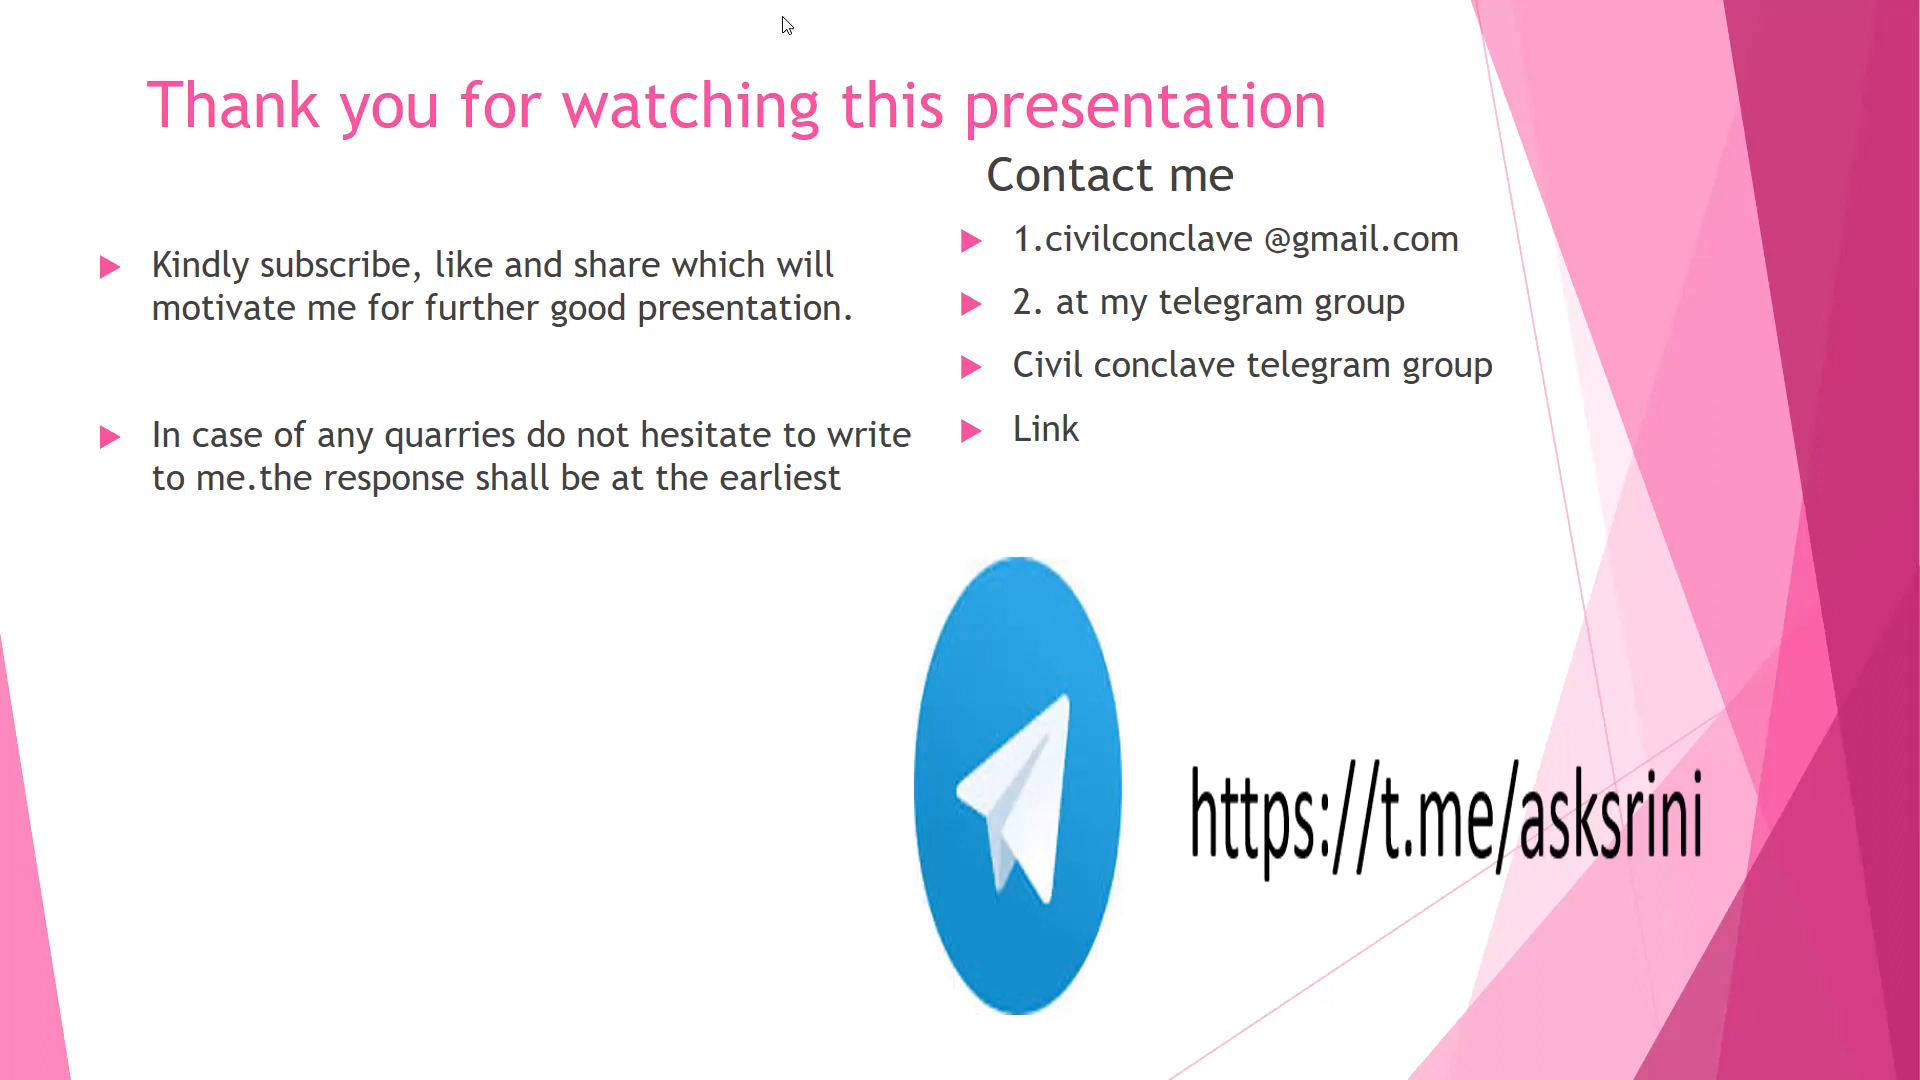 Thank you for watching this presentation
Kindly subscribe, like and share which will
motivate me for further good presentation.
In case of any quarries do not hesitate to write
to me.the response shall be at the earliest
Contact me
1.civilconclave @gmail.com
2. at my telegram group
Civil conclave telegram group
Link
https://t.me/asksrini